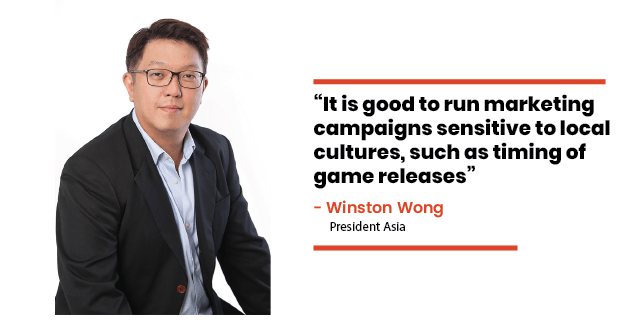 “It is good to run marketing
campaigns sensitive to local
cultures, such as timing of
game releases”
- Winston Wong
President Asia